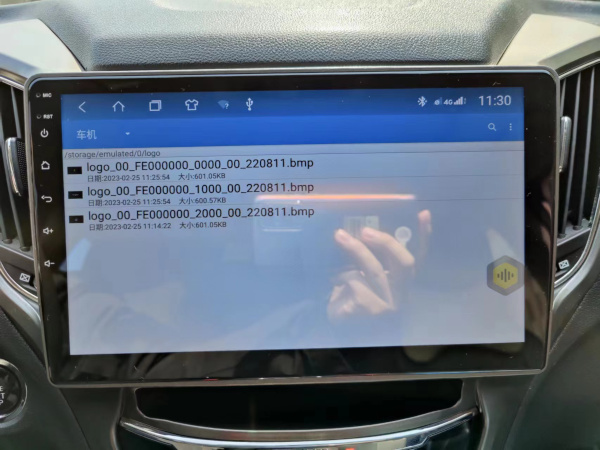 MIC
4G
11:30
RST
车机
/storage/emulated/0/logo
logo_00_FE000000_0000_00_220811.bmp
日期:2023-02-25 11:25:54 大小:601.05KB
logo_00_FE000000_1000_00_220811.bmp
日期:2023-02-25 11:25:54 大小:600.57KB
logo_00_FE000000_2000_00_220811.bmp
日期:2023-02-25 11:14:22 大小:601.05KB